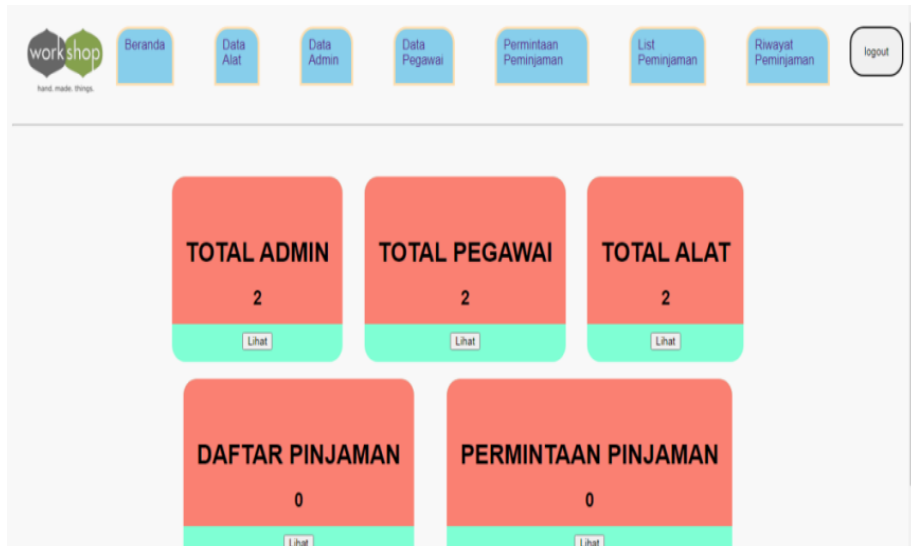 workshop
hand. made. things.
Beranda
Data
Alat
Data
Admin
Data
Pegawai
Permintaan
Peminjaman
List
Peminjaman
Riwayat
Peminjaman
logout
TOTAL ADMIN
2
Lihat
TOTAL PEGAWAI
2
Lihat
TOTAL ALAT
2
Lihat
DAFTAR PINJAMAN
0
Lihat
PERMINTAAN PINJAMAN
0
Lihat